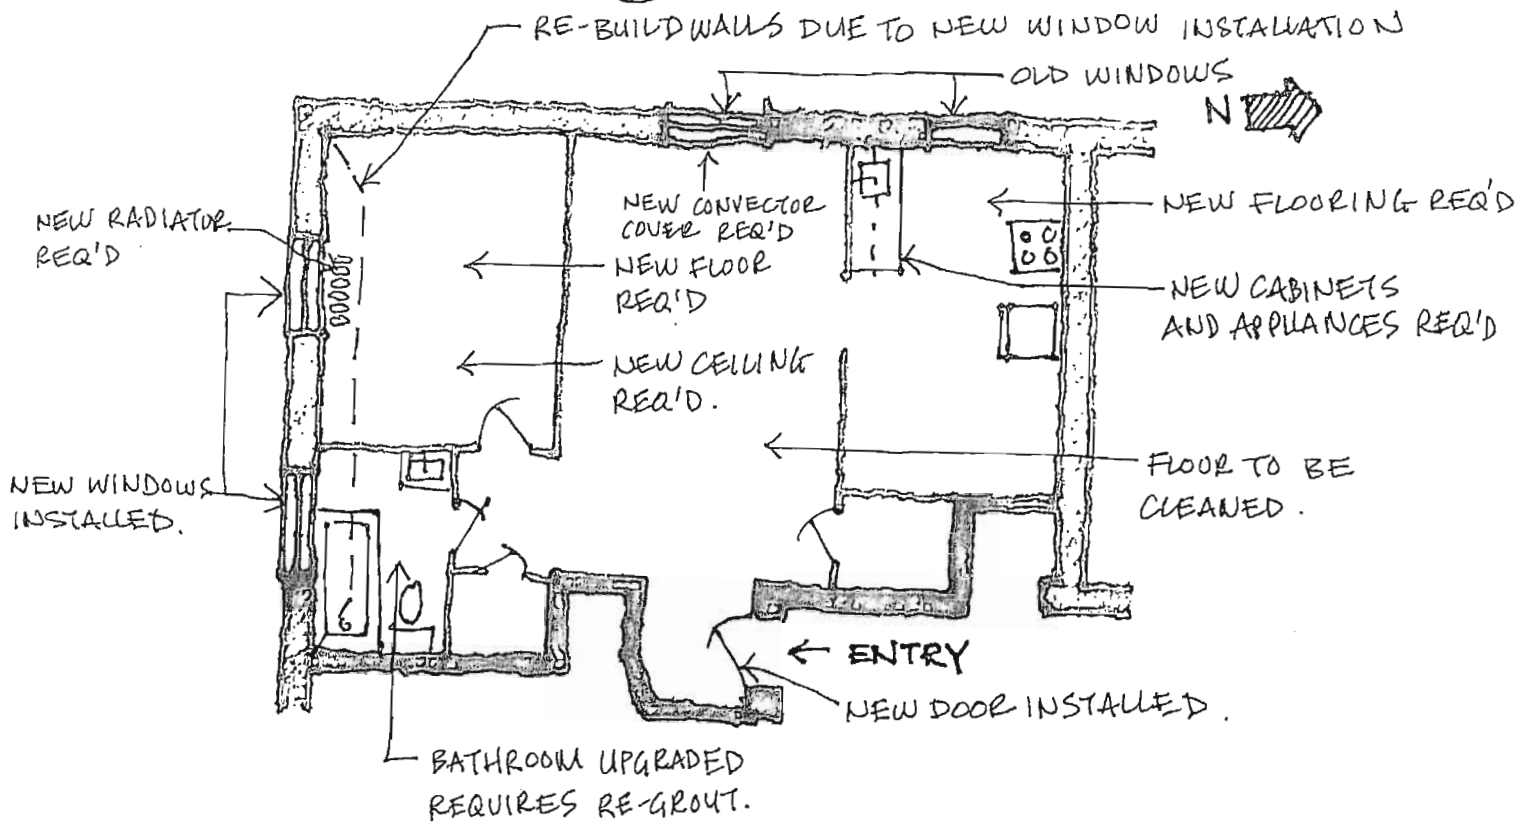 RE-BUILD WALLS DUE TO NEW WINDOW INSTALLATION
OLD WINDOWS
N
NEW RADIATOR
REQ'D
NEW CONVECTOR
COVER REQ'D
NEW FLOORING REQ'D
NEW FLOOR
REQ'D
NEW CABINETS
AND APPLIANCES REQ'D
NEW CEILING
REQ'D.
NEW WINDOWS
INSTALLED.
FLOOR TO BE
CLEANED.
← ENTRY
NEW DOOR INSTALLED.
BATHROOM UPGRADED
REQUIRES RE-GROUT.